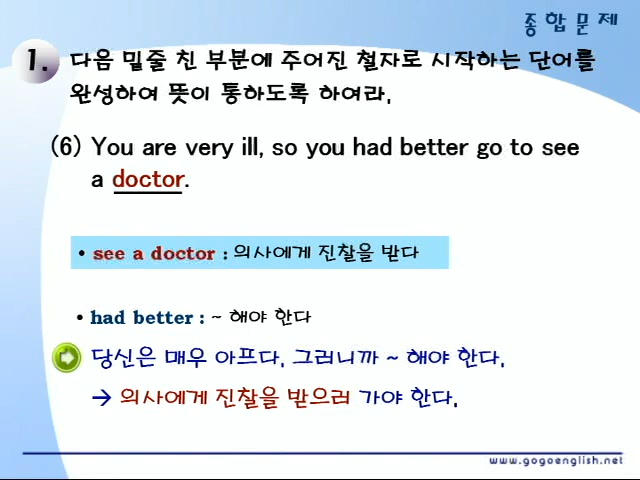 종합문제
1. 다음 밑줄 친 부분에 주어진 철자로 시작하는 단어를
완성하여 뜻이 통하도록 하여라.
(6) You are very ill, so you had better go to see
a doctor.
• see a doctor : 의사에게 진찰을 받다
• had better : ~ 해야 한다
당신은 매우 아프다. 그러니까 ~ 해야 한다.
→ 의사에게 진찰을 받으러 가야 한다.
www.gogoenglish.net